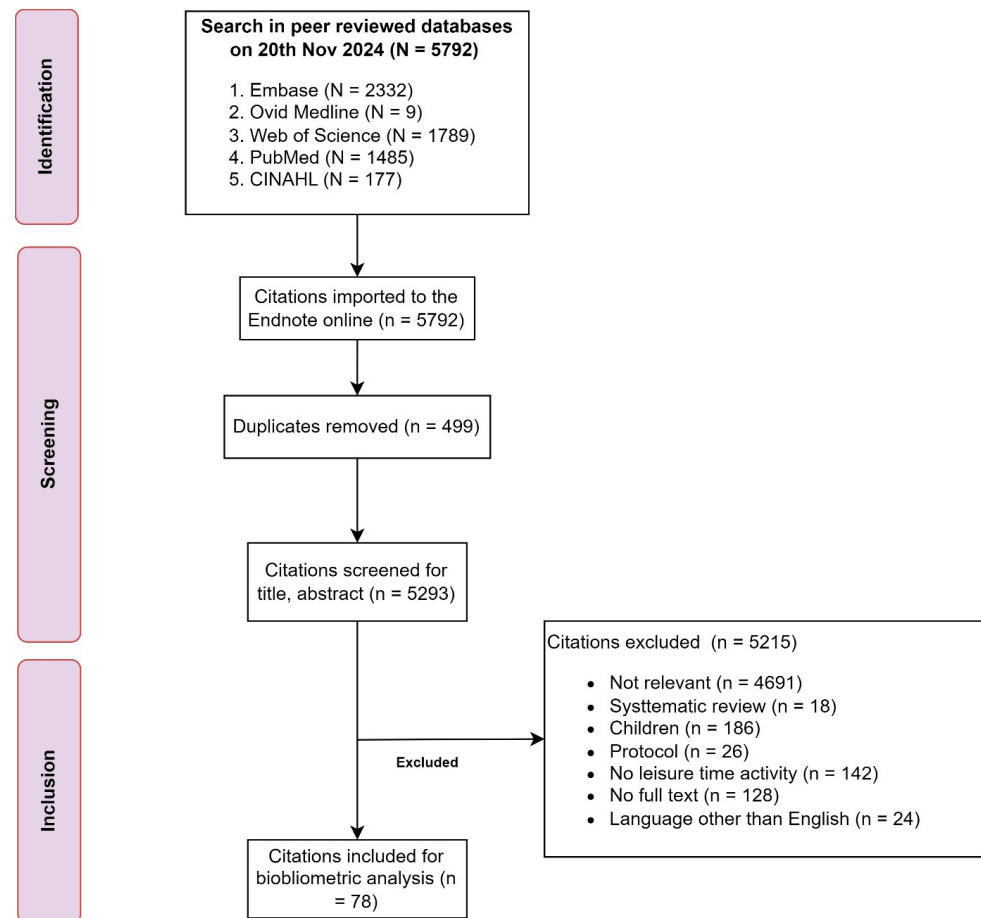 Identification
Search in peer reviewed databases
on 20th Nov 2024 (N = 5792)
1. Embase (N = 2332)
2. Ovid Medline (N = 9)
3. Web of Science (N = 1789)
4. PubMed (N = 1485)
5. CINAHL (N = 177)
Screening
Citations imported to the
Endnote online (n = 5792)
Duplicates removed (n = 499)
Citations screened for
title, abstract (n = 5293)
Citations excluded (n = 5215)
• Not relevant (n = 4691)
• Systtematic review (n = 18)
• Children (n = 186)
• Protocol (n = 26)
• No leisure time activity (n = 142)
• No full text (n = 128)
• Language other than English (n = 24)
Excluded
Inclusion
Citations included for
biobliometric analysis (n
= 78)